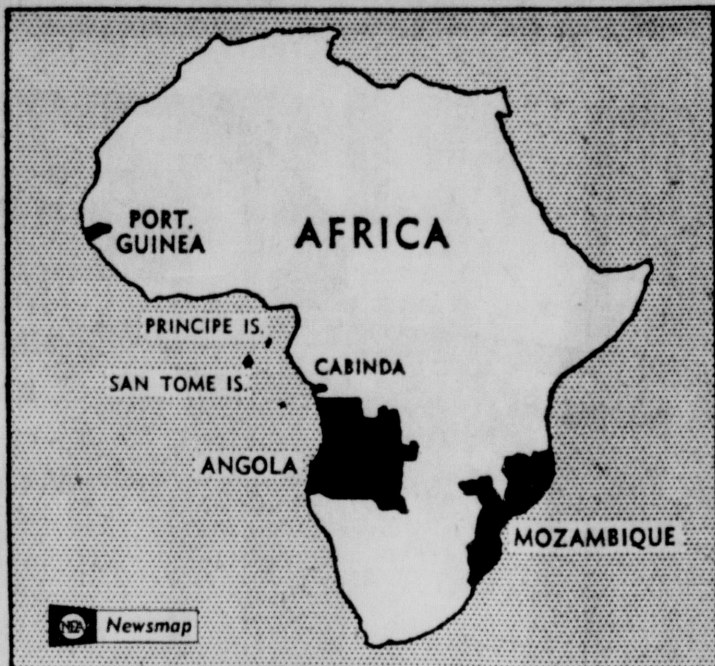 PORT.
GUINEA
AFRICA
PRINCIPE IS.
CABINDA
SAN TOME IS.
ANGOLA
MOZAMBIQUE
NEA Newsmap